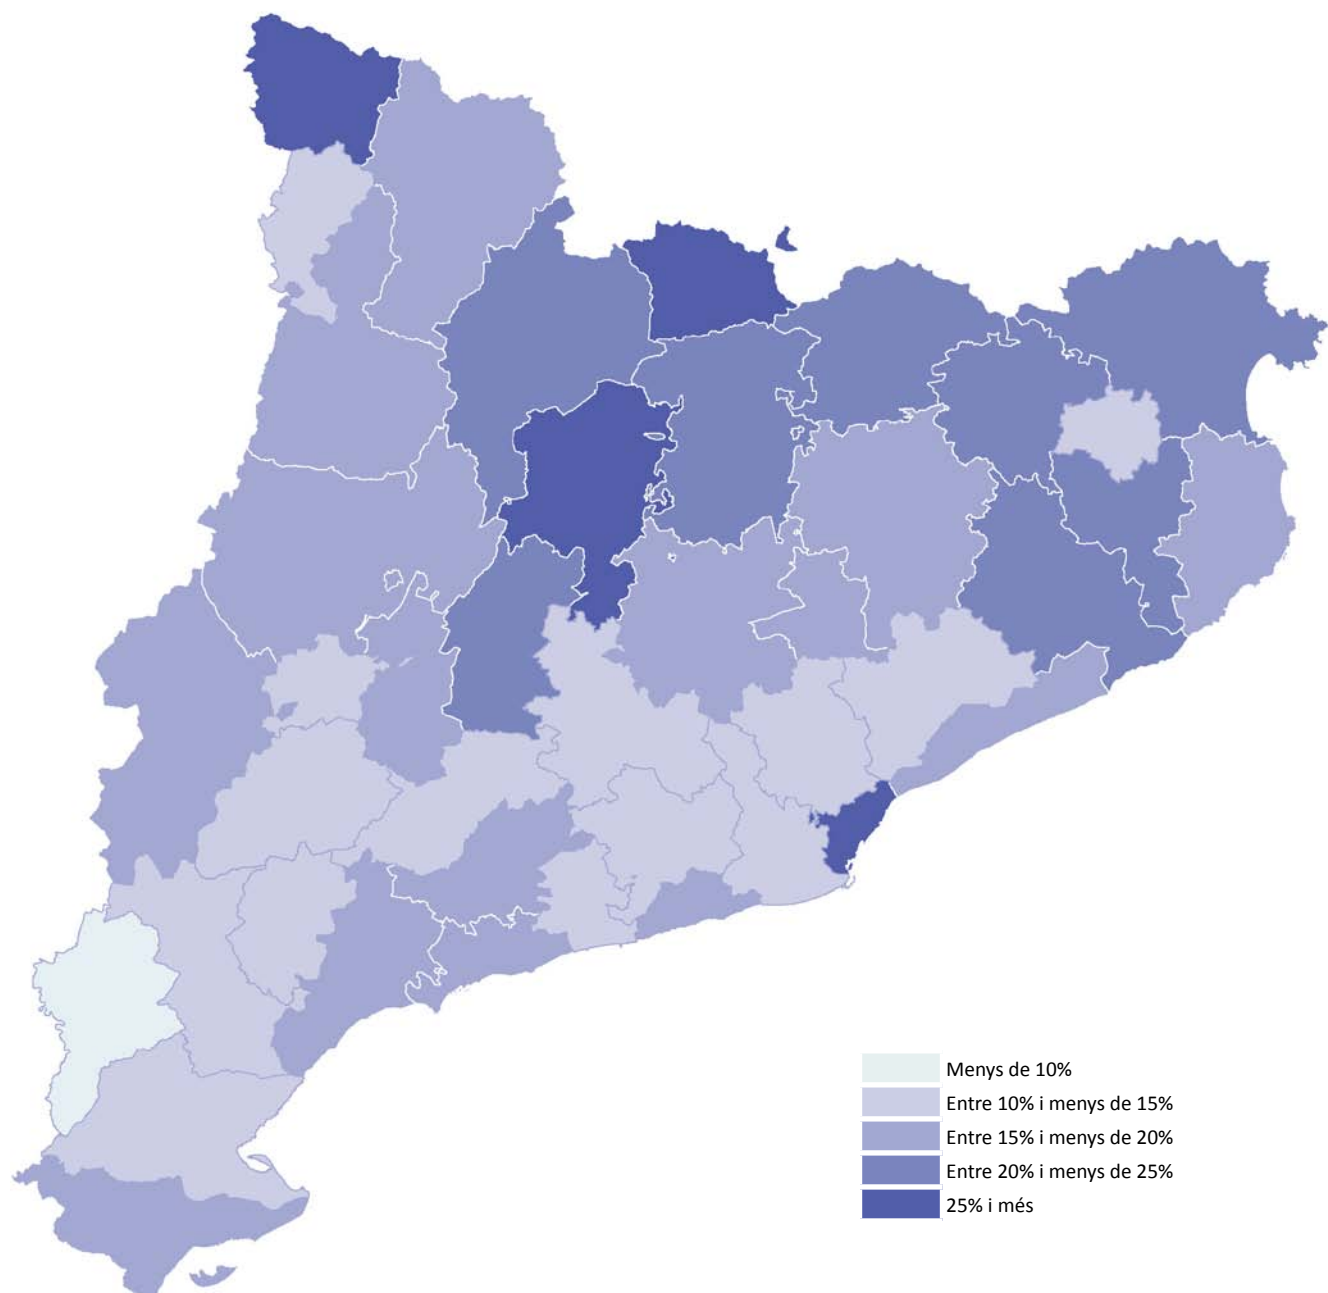 Menys de 10%
Entre 10% i menys de 15%
Entre 15% i menys de 20%
Entre 20% i menys de 25%
25% i més